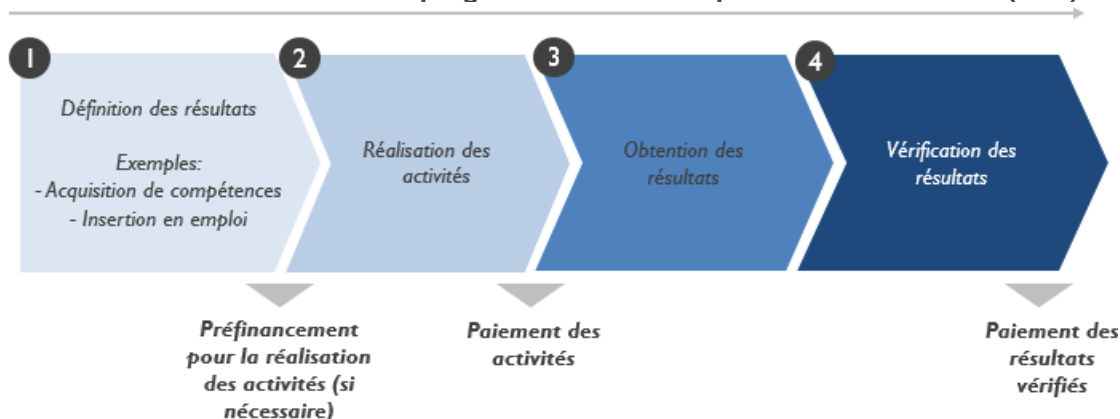 1
Définition des résultats
Exemples:
- Acquisition de compétences
- Insertion en emploi
2
Réalisation des
activités
3
Obtention des
résultats
4
Vérification des
résultats
Préfinancement
pour la réalisation
des activités (si
nécessaire)
Paiement des
activités
Paiement des
résultats
vérifiés